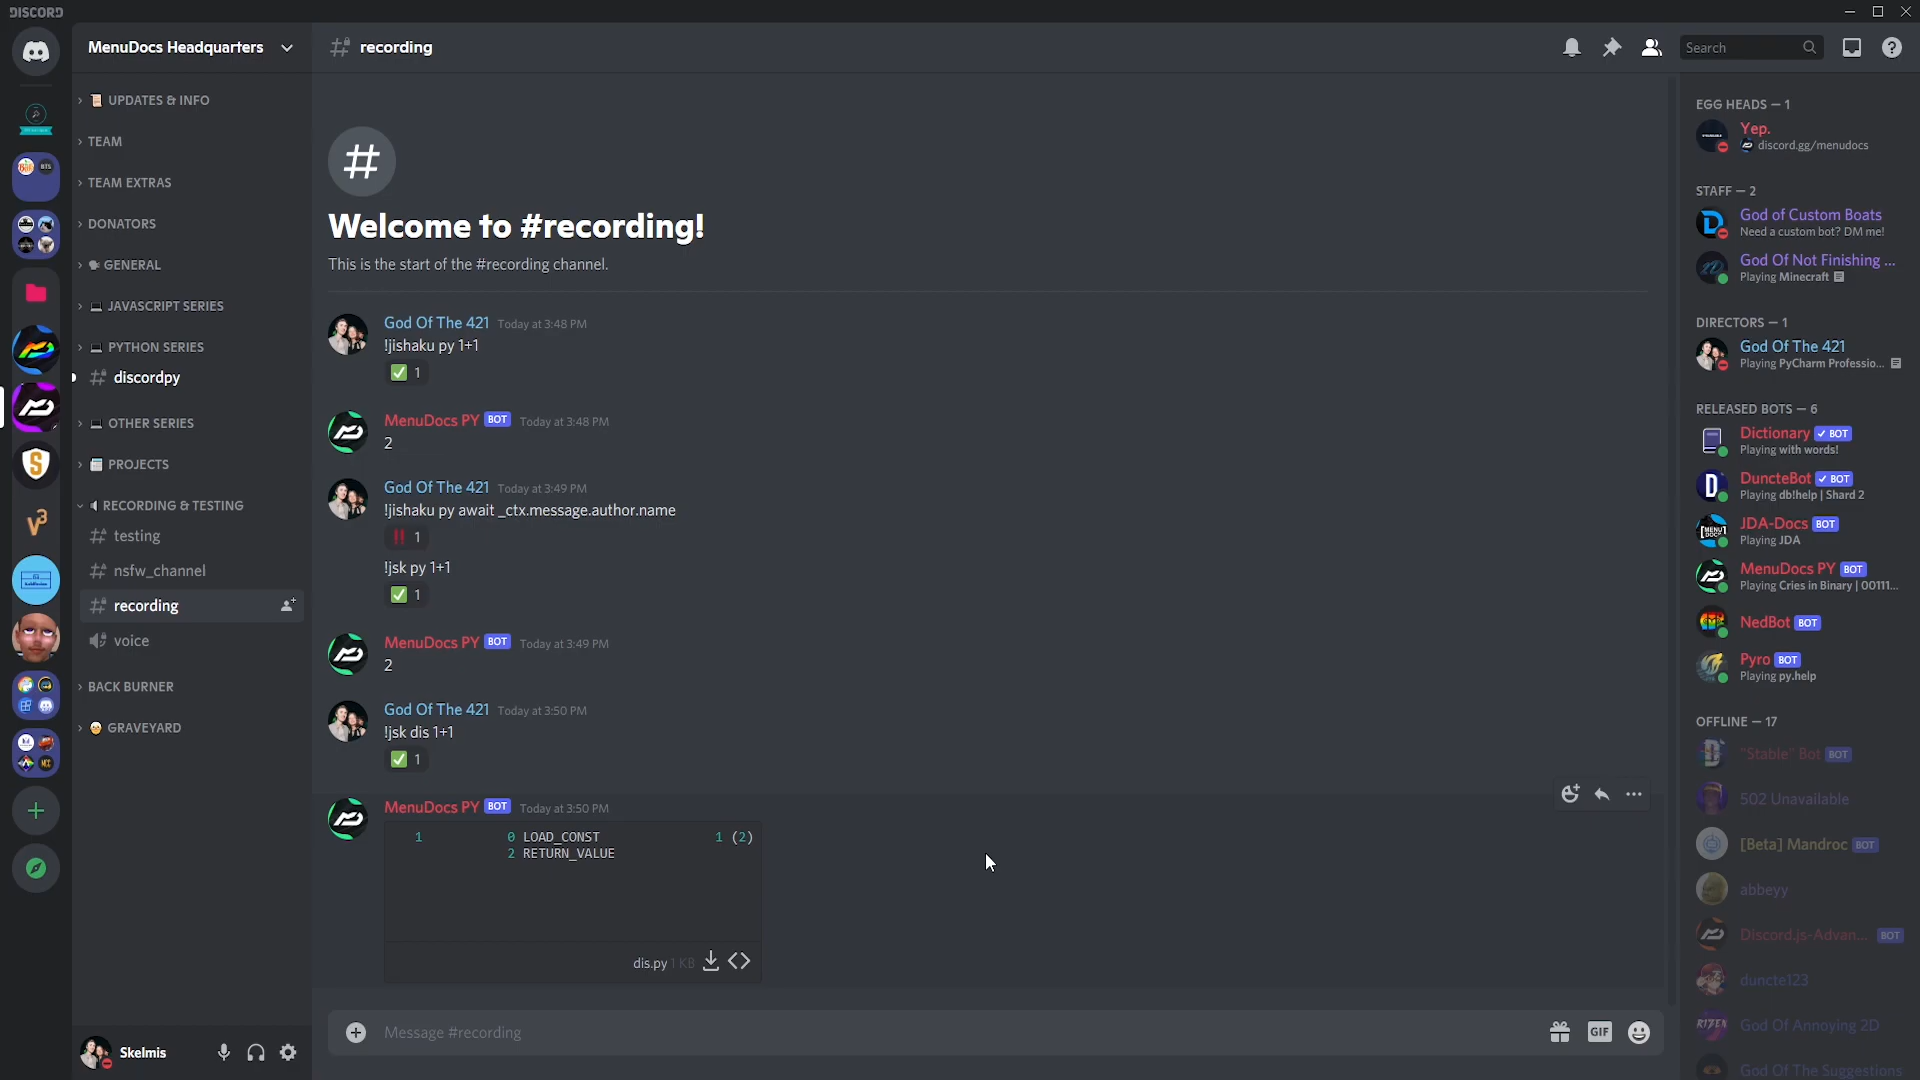 DISCORD
MenuDocs Headquarters
recording
Search
UPDATES & INFO
TEAM
TEAM EXTRAS
DONATORS
GENERAL
JAVASCRIPT SERIES
PYTHON SERIES
discordpy
OTHER SERIES
PROJECTS
RECORDING & TESTING
testing
nsfw_channel
recording
voice
BACK BURNER
GRAVEYARD
Skelmis
Welcome to #recording!
This is the start of the #recording channel.
God Of The 421 Today at 3:48 PM
!jishaku py 1+1
1
MenuDocs PY BOT Today at 3:48 PM
2
God Of The 421 Today at 3:49 PM
!jishaku py await _ctx.message.author.name
1
!jsk py 1+1
1
MenuDocs PY BOT Today at 3:49 PM
2
God Of The 421 Today at 3:50 PM
!jsk dis 1+1
1
MenuDocs PY BOT Today at 3:50 PM
1 0 LOAD_CONST 1 (2)
2 RETURN_VALUE
dis.py 1 KB
Message #recording
GIF
EGG HEADS — 1
Yep.
discord.gg/menudocs
STAFF — 2
God of Custom Boats
Need a custom bot? DM me!
God Of Not Finishing ...
Playing Minecraft
DIRECTORS — 1
God Of The 421
Playing PyCharm Professio...
RELEASED BOTS — 6
Dictionary BOT
Playing with words!
DuncteBot BOT
Playing db!help | Shard 2
JDA-Docs BOT
Playing JDA
MenuDocs PY BOT
Playing Cries in Binary | 00111...
NedBot BOT
Pyro BOT
Playing py.help
OFFLINE — 17
"Stable" Bot BOT
502 Unavailable
[Beta] Mandroc BOT
abbeyy
Discord.js-Advan... BOT
duncte123
God Of Annoying 2D
God Of The Suggestions